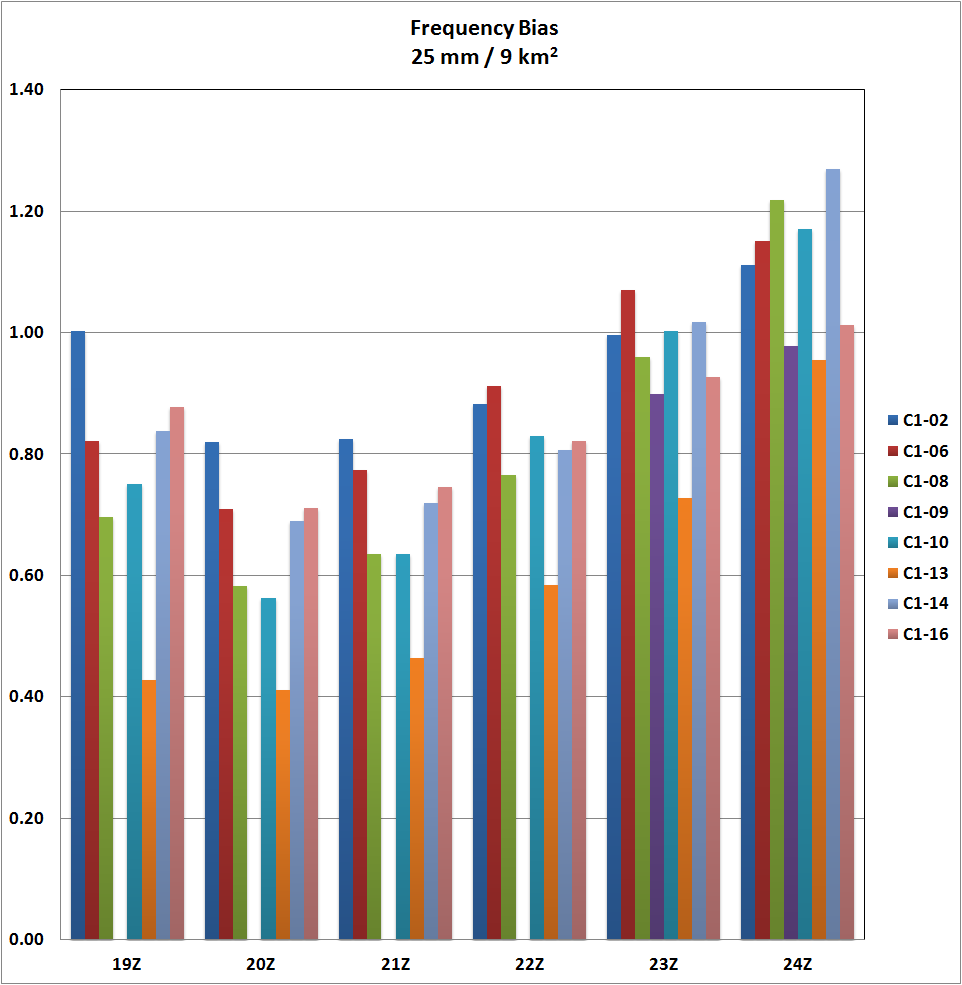 Frequency Bias
25 mm / 9 km²
1.40
1.20
1.00
0.80
0.60
0.40
0.20
0.00
19Z 20Z 21Z 22Z 23Z 24Z
C1-02
C1-06
C1-08
C1-09
C1-10
C1-13
C1-14
C1-16